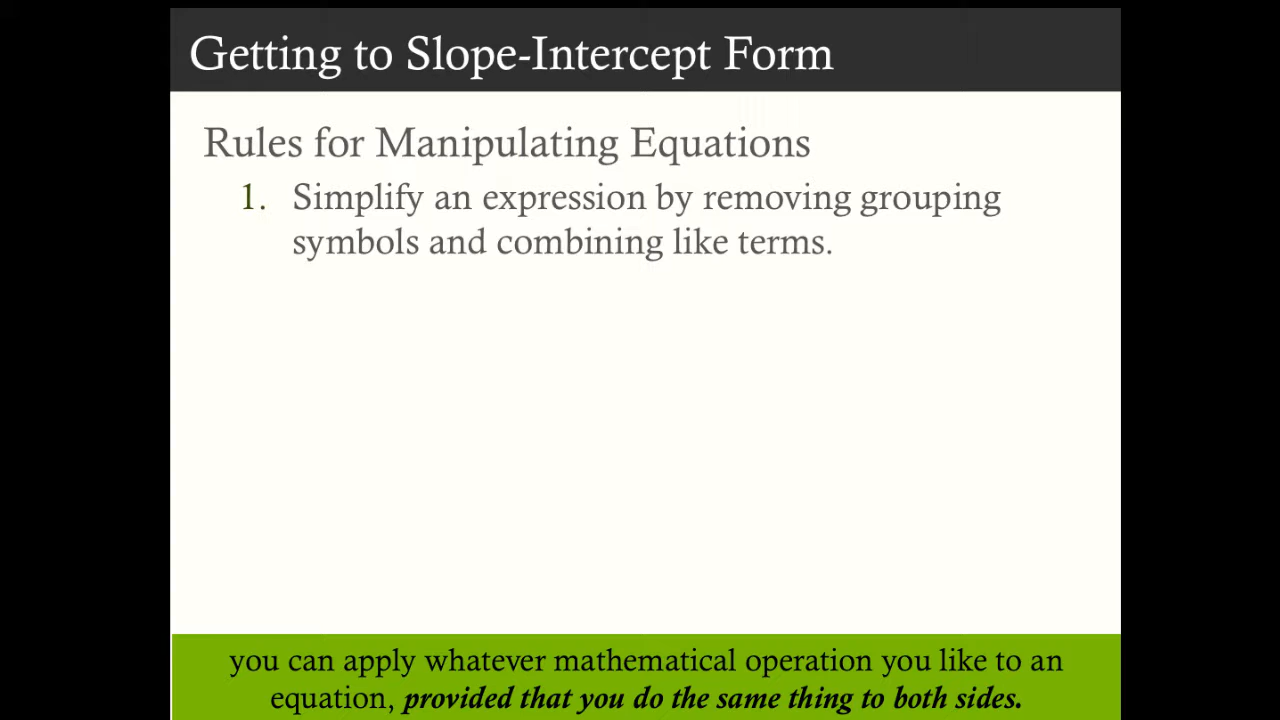 Getting to Slope-Intercept Form
Rules for Manipulating Equations
1. Simplify an expression by removing grouping
symbols and combining like terms.
you can apply whatever mathematical operation you like to an
equation, provided that you do the same thing to both sides.